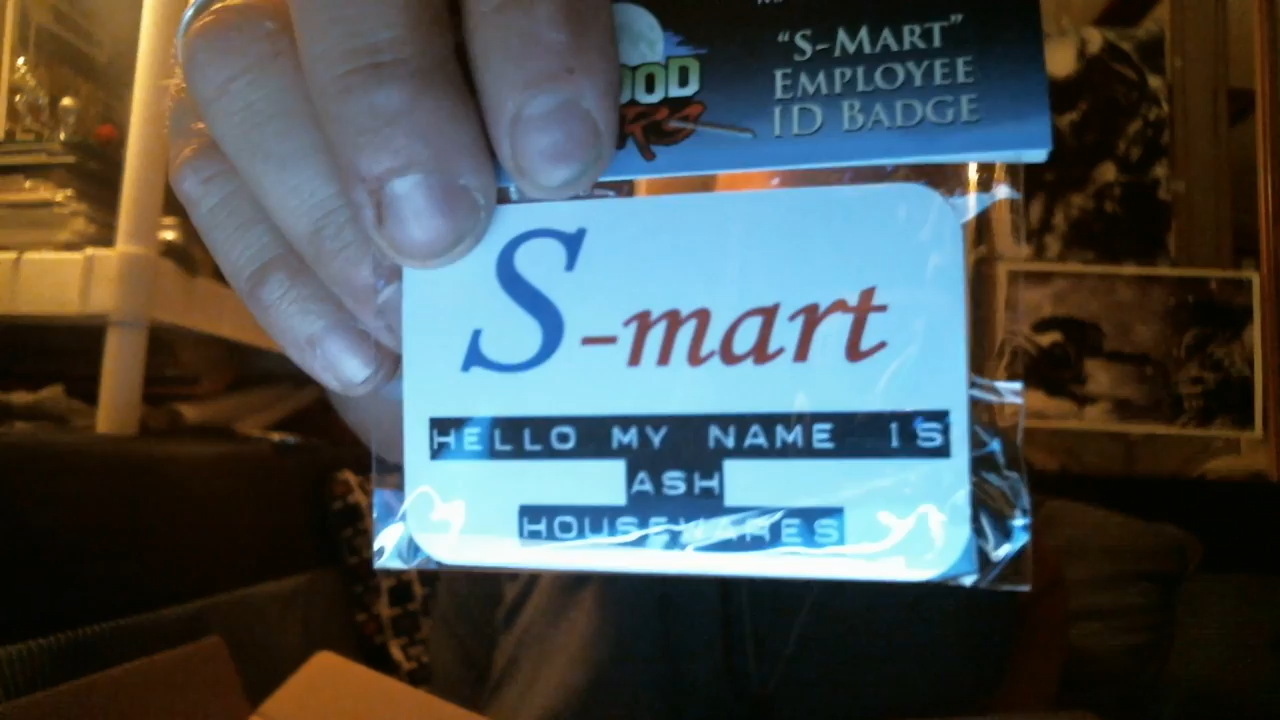 "S-MART"
EMPLOYEE
ID BADGE
S-mart
HELLO MY NAME IS
ASH
HOUSEWARES